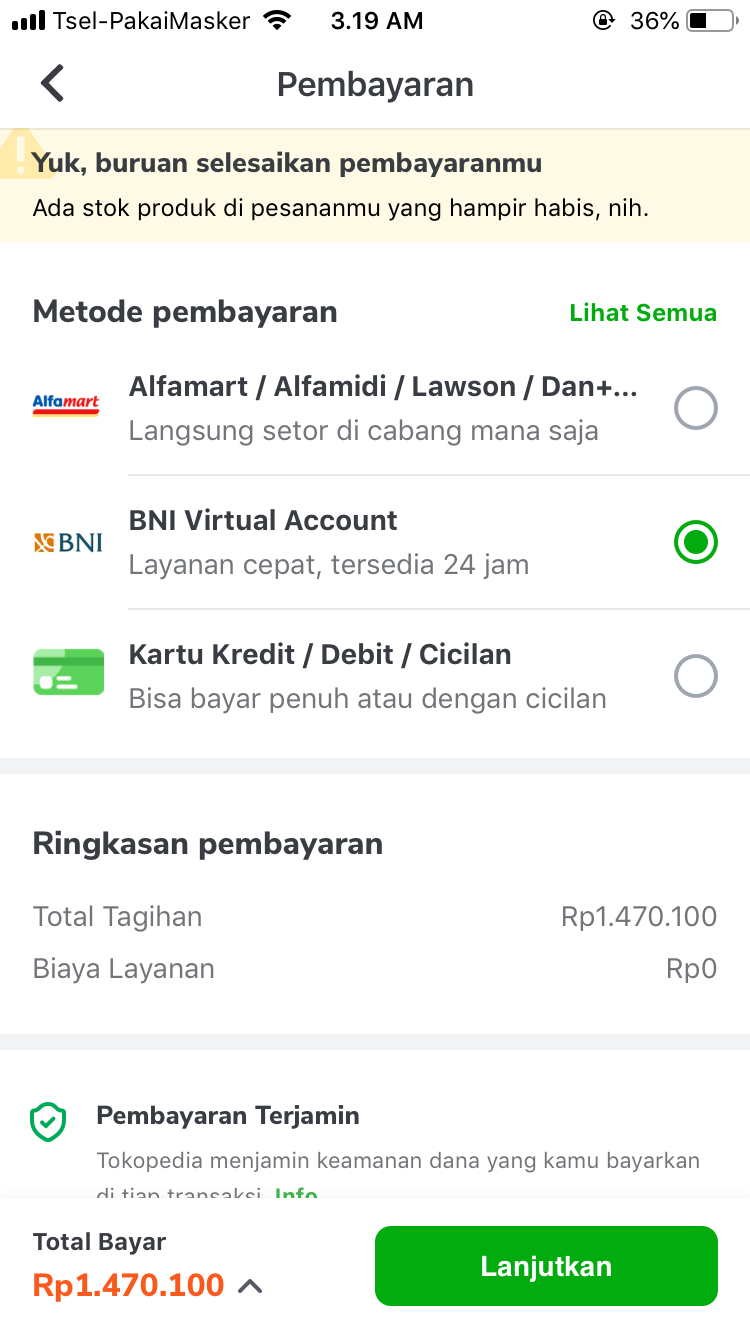 Tsel-PakaiMasker 3.19 AM 36%
Pembayaran
Yuk, buruan selesaikan pembayaranmu
Ada stok produk di pesananmu yang hampir habis, nih.
Metode pembayaran Lihat Semua
Alfamart Alfamart / Alfamidi / Lawson / Dan+...
Langsung setor di cabang mana saja
BNI BNI Virtual Account
Layanan cepat, tersedia 24 jam
Kartu Kredit / Debit / Cicilan
Bisa bayar penuh atau dengan cicilan
Ringkasan pembayaran
Total Tagihan Rp1.470.100
Biaya Layanan Rp0
Pembayaran Terjamin
Tokopedia menjamin keamanan dana yang kamu bayarkan
di tiap transaksi. Info
Total Bayar
Rp1.470.100 Lanjutkan